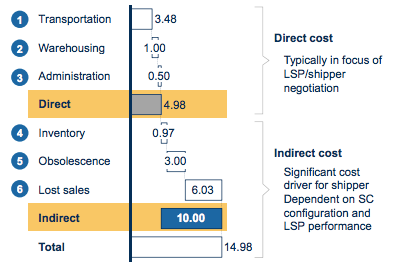 1 Transportation 3.48
2 Warehousing 1.00
3 Administration 0.50
Direct 4.98
4 Inventory 0.97
5 Obsolescence 3.00
6 Lost sales 6.03
Indirect 10.00
Total 14.98
Direct cost
Typically in focus of
LSP/shipper
negotiation
Indirect cost
Significant cost
driver for shipper
Dependent on SC
configuration and
LSP performance